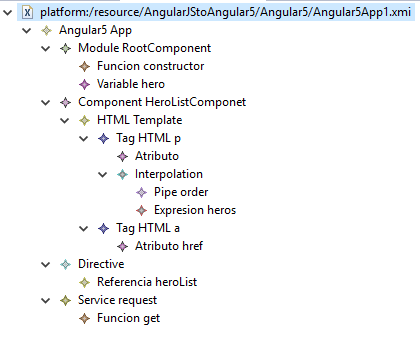 platform:/resource/AngularJStoAngular5/Angular5/Angular5App1.xmi
Angular5 App
Module RootComponent
Funcion constructor
Variable hero
Component HeroListComponet
HTML Template
Tag HTML p
Atributo
Interpolation
Pipe order
Expresion heros
Tag HTML a
Atributo href
Directive
Referencia heroList
Service request
Funcion get